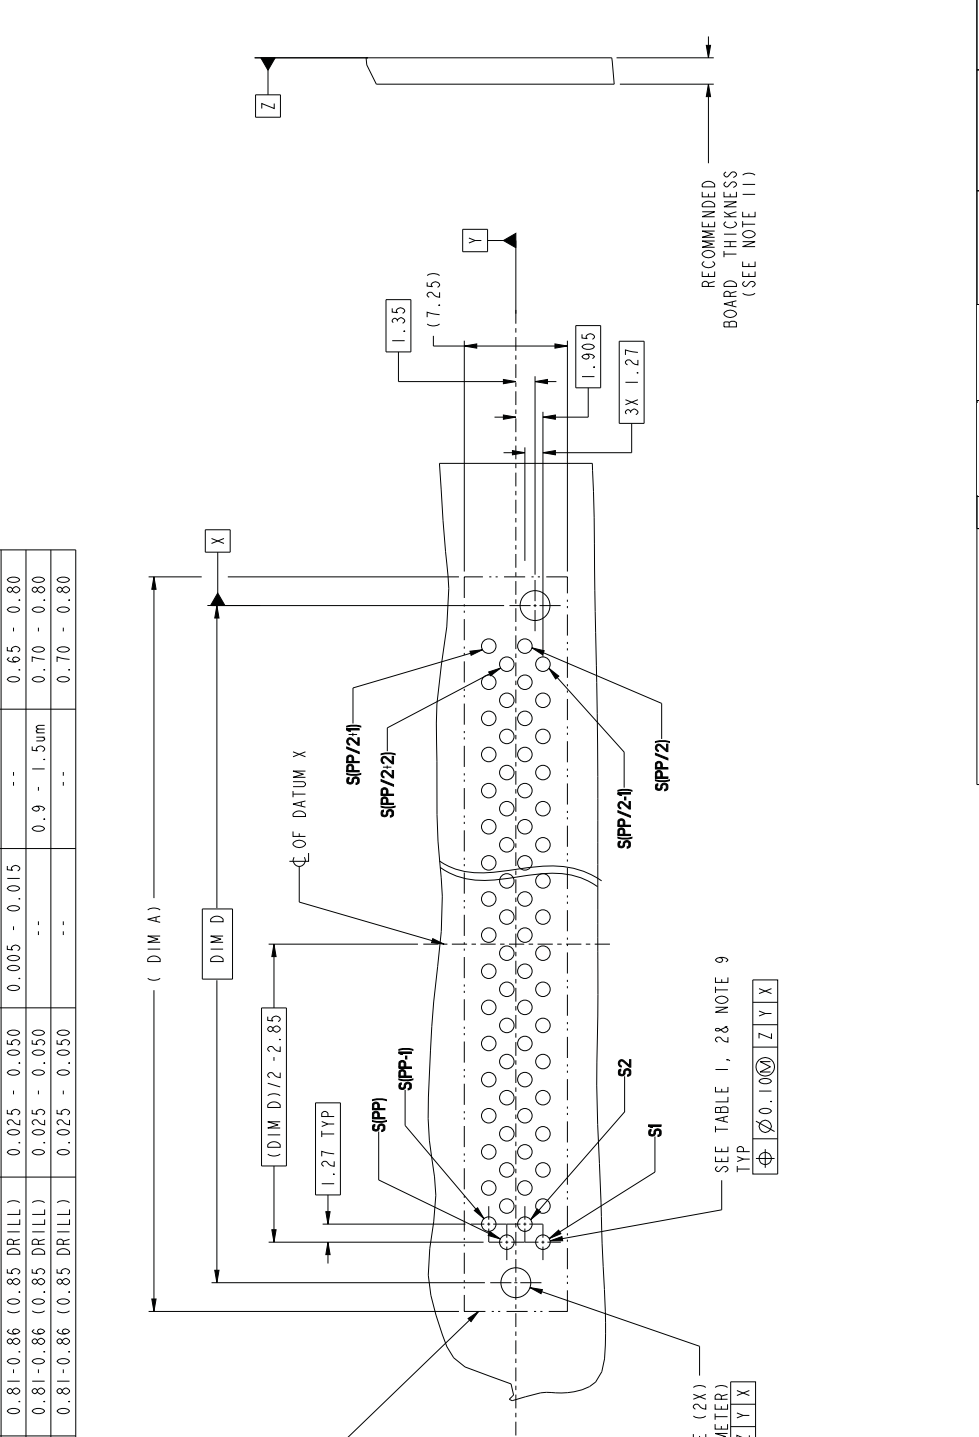 0.81-0.86 (0.85 DRILL) 0.025 - 0.050 0.005 - 0.015 -- 0.65 - 0.80
0.81-0.86 (0.85 DRILL) 0.025 - 0.050 -- 0.9 - 1.5um 0.70 - 0.80
0.81-0.86 (0.85 DRILL) 0.025 - 0.050 -- -- 0.70 - 0.80
( DIM A)
DIM D
X
Z
(DIM D)/2 -2.85
1.27 TYP
℄ OF DATUM X
S(PP/2+1)
S(PP/2+2)
S(PP)
S(PP-1)
1.35
(7.25)
Y
1.905
3X 1.27
S(PP/2-1)
S(PP/2)
S2
S1
RECOMMENDED
BOARD THICKNESS
(SEE NOTE 11)
SEE TABLE 1, 2& NOTE 9
TYP
⌖ Ø0.10Ⓜ Z Y X
(2X)
Y X